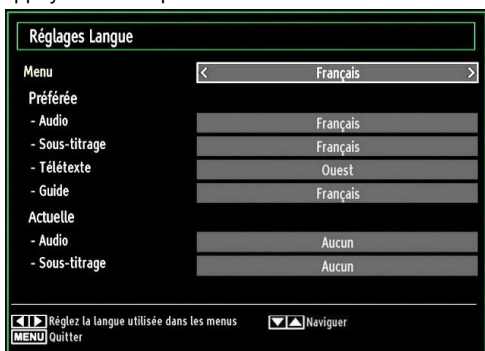 Réglages Langue
Menu < Français >
Préférée
- Audio Français
- Sous-titrage Français
- Télétexte Ouest
- Guide Français
Actuelle
- Audio Aucun
- Sous-titrage Aucun
Réglez la langue utilisée dans les menus Naviguer
MENU Quitter